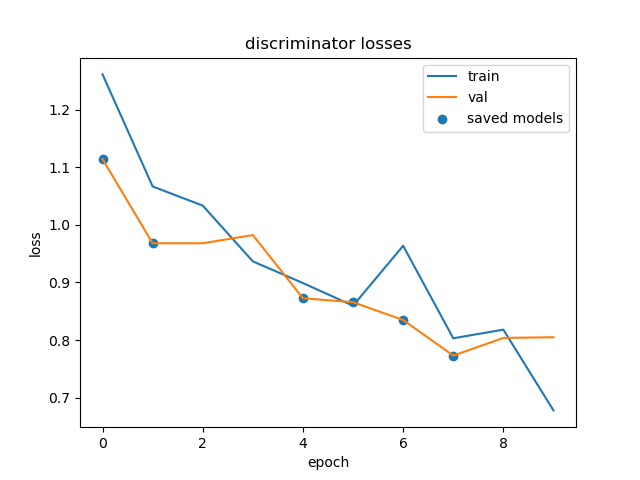 discriminator losses
train
val
saved models
1.2
1.1
1.0
0.9
0.8
0.7
loss
0 2 4 6 8
epoch